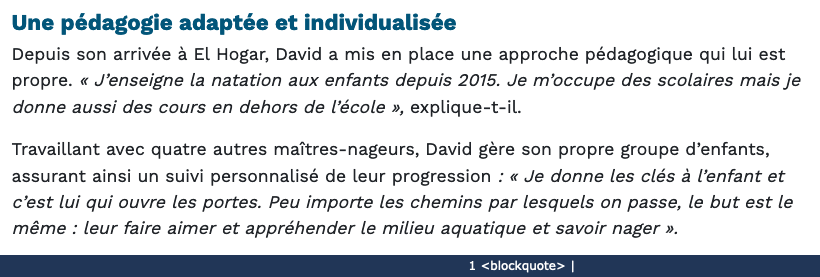 Une pédagogie adaptée et individualisée
Depuis son arrivée à El Hogar, David a mis en place une approche pédagogique qui lui est
propre. « J’enseigne la natation aux enfants depuis 2015. Je m’occupe des scolaires mais je
donne aussi des cours en dehors de l’école », explique-t-il.
Travaillant avec quatre autres maîtres-nageurs, David gère son propre groupe d’enfants,
assurant ainsi un suivi personnalisé de leur progression : « Je donne les clés à l’enfant et
c’est lui qui ouvre les portes. Peu importe les chemins par lesquels on passe, le but est le
même : leur faire aimer et appréhender le milieu aquatique et savoir nager ».
1 <blockquote> |